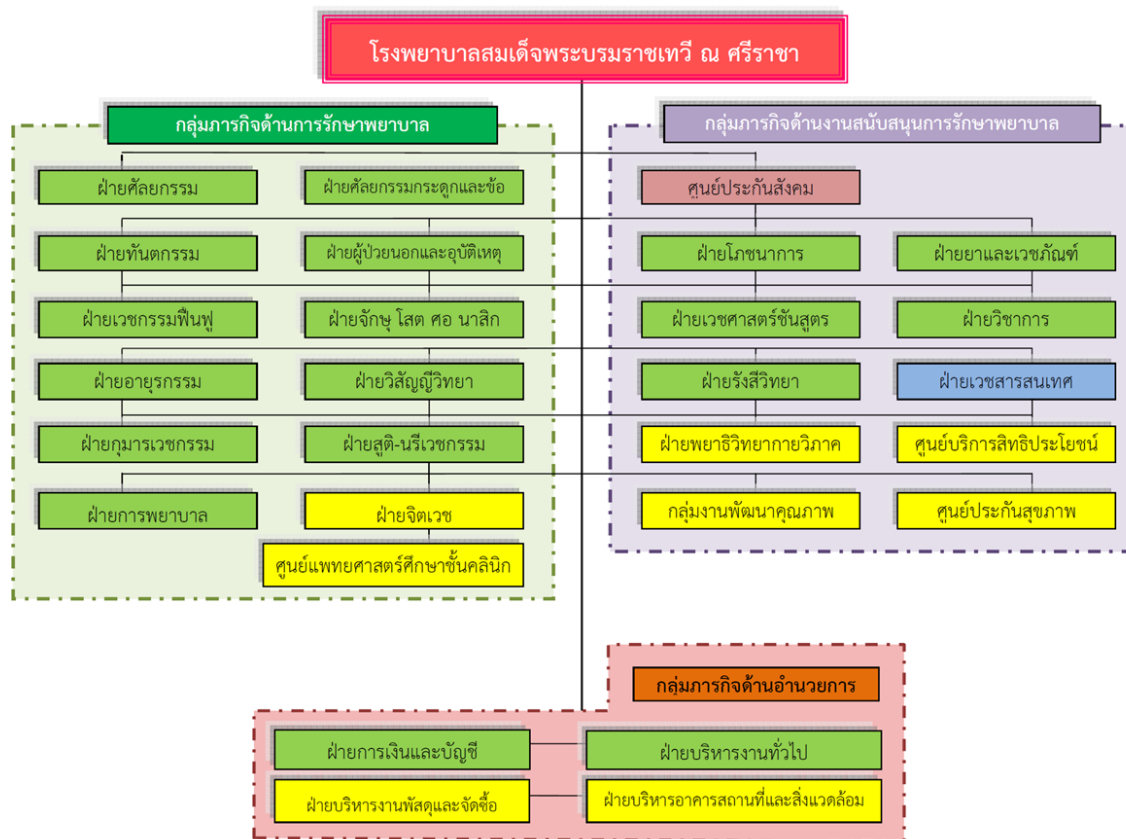 โรงพยาบาลสมเด็จพระบรมราชเทวี ณ ศรีราชา
กลุ่มภารกิจด้านการรักษาพยาบาล
ฝ่ายศัลยกรรม
ฝ่ายศัลยกรรมกระดูกและข้อ
ฝ่ายทันตกรรม
ฝ่ายผู้ป่วยนอกและอุบัติเหตุ
ฝ่ายเวชกรรมฟื้นฟู
ฝ่ายจักษุ โสต ศอ นาสิก
ฝ่ายอายุรกรรม
ฝ่ายวิสัญญีวิทยา
ฝ่ายกุมารเวชกรรม
ฝ่ายสูติ-นรีเวชกรรม
ฝ่ายการพยาบาล
ฝ่ายจิตเวช
ศูนย์แพทยศาสตร์ศึกษาชั้นคลินิก
กลุ่มภารกิจด้านงานสนับสนุนการรักษาพยาบาล
ศูนย์ประกันสังคม
ฝ่ายโภชนาการ
ฝ่ายยาและเวชภัณฑ์
ฝ่ายเวชศาสตร์ชันสูตร
ฝ่ายวิชาการ
ฝ่ายรังสีวิทยา
ฝ่ายเวชสารสนเทศ
ฝ่ายพยาธิวิทยากายวิภาค
ศูนย์บริการสิทธิประโยชน์
กลุ่มงานพัฒนาคุณภาพ
ศูนย์ประกันสุขภาพ
กลุ่มภารกิจด้านอำนวยการ
ฝ่ายการเงินและบัญชี
ฝ่ายบริหารงานทั่วไป
ฝ่ายบริหารงานพัสดุและจัดซื้อ
ฝ่ายบริหารอาคารสถานที่และสิ่งแวดล้อม